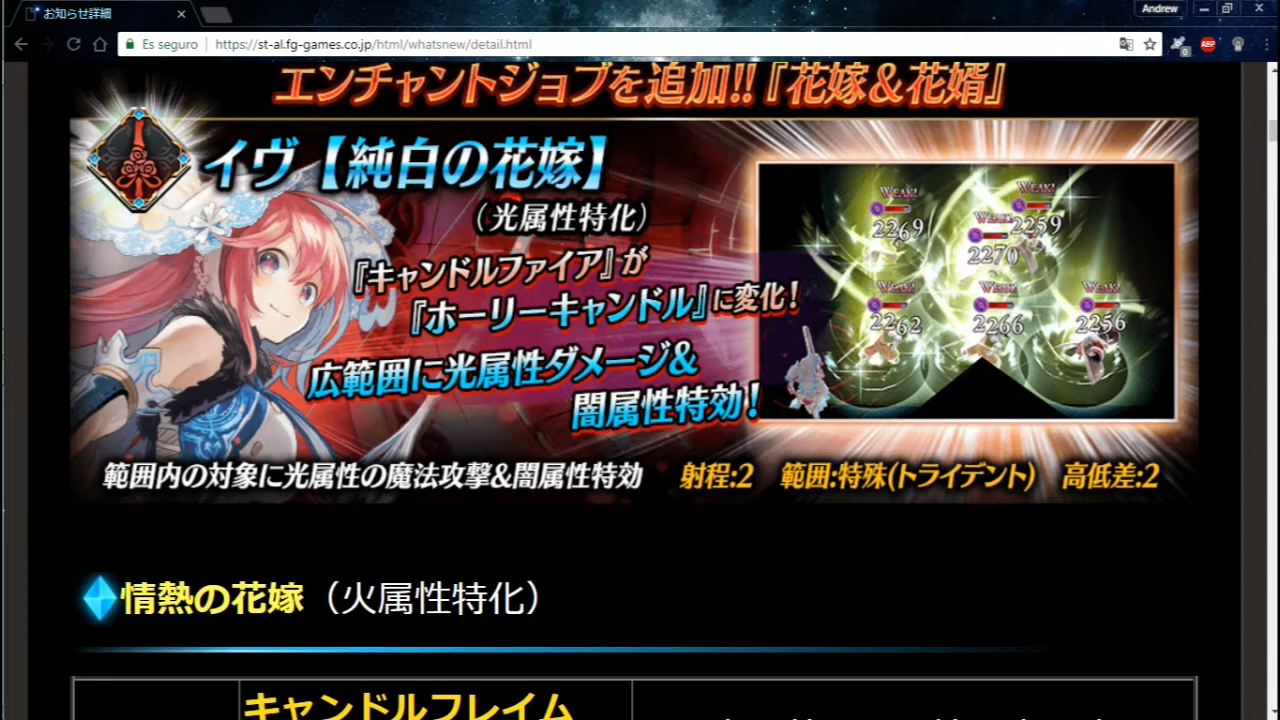 お知らせ詳細
Andrew
Es seguro
https://st-al.fg-games.co.jp/html/whatsnew/detail.html
0
ABP
エンチャントジョブを追加!!『花嫁&花婿』
イヴ【純白の花嫁】
(光属性特化)
『キャンドルファイア』が
『ホーリーキャンドル』に変化!
広範囲に光属性ダメージ&
闇属性特効!
WEAK!
2269
WEAK!
2259
WEAK!
2270
WEAK!
2262
WEAK!
2266
WEAK!
2256
範囲内の対象に光属性の魔法攻撃&闇属性特効 射程:2 範囲:特殊(トライデント) 高低差:2
情熱の花嫁（火属性特化）
キャンドルフレイム